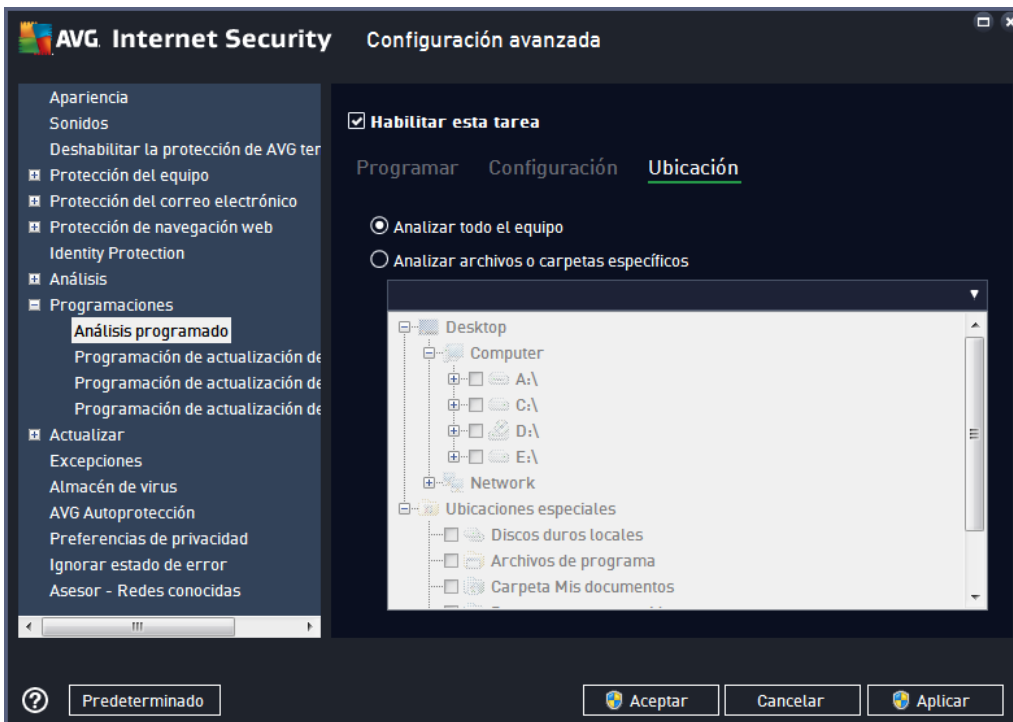 AVG Internet Security
Configuración avanzada
Apariencia
Sonidos
Deshabilitar la protección de AVG ter
Protección del equipo
Protección del correo electrónico
Protección de navegación web
Identity Protection
Análisis
Programaciones
Análisis programado
Programación de actualización de
Programación de actualización de
Programación de actualización de
Actualizar
Excepciones
Almacén de virus
AVG Autoprotección
Preferencias de privacidad
Ignorar estado de error
Asesor - Redes conocidas
Habilitar esta tarea
Programar Configuración Ubicación
Analizar todo el equipo
Analizar archivos o carpetas específicos
Desktop
Computer
A:\
C:\
D:\
E:\
Network
Ubicaciones especiales
Discos duros locales
Archivos de programa
Carpeta Mis documentos
Predeterminado
Aceptar
Cancelar
Aplicar